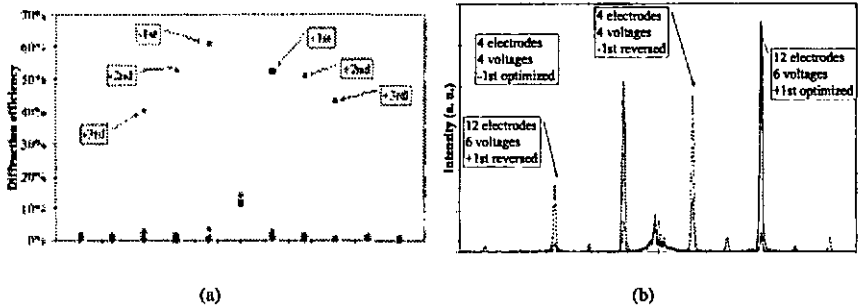 70%
60%
50%
40%
30%
20%
10%
0%
Diffraction efficiency
-1st
-2nd
+1st
+2nd
+3rd
(a)
Intensity (a. u.)
4 electrodes
4 voltages
-1st optimized
4 electrodes
4 voltages
-1st reversed
12 electrodes
6 voltages
+1st optimized
12 electrodes
6 voltages
+1st reversed
(b)